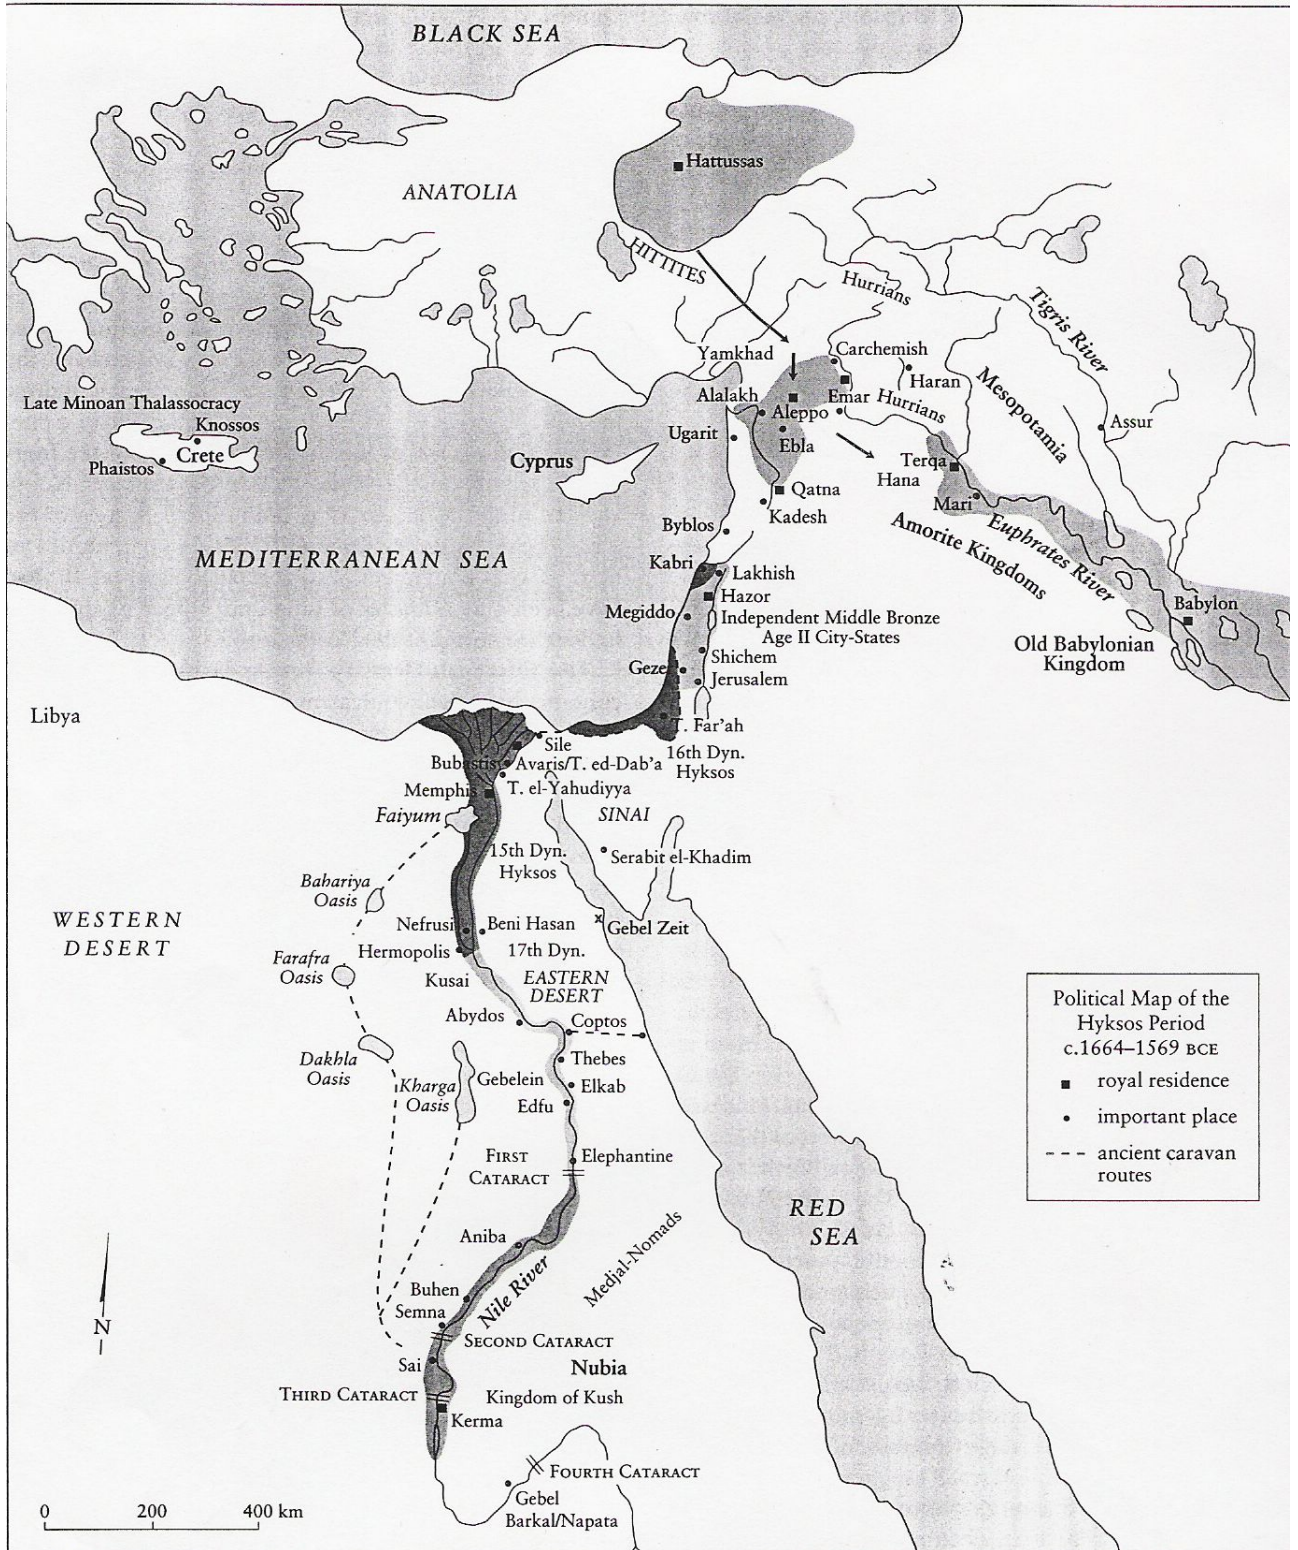 BLACK SEA
Hattussas
ANATOLIA
HITTITES
Hurrians
Tigris River
Yamkhad
Carchemish
Haran
Mesopotamia
Late Minoan Thalassocracy
Knossos
Alalakh
Aleppo
Emar
Hurrians
Assur
Phaistos
Crete
Ugarit
Ebla
Cyprus
Terqa
Hana
Qatna
Kadesh
Mari
Byblos
Amorite Kingdoms
Euphrates River
MEDITERRANEAN SEA
Kabri
Lakhish
Hazor
Megiddo
Independent Middle Bronze
Age II City-States
Babylon
Old Babylonian
Kingdom
Shichem
Gezer
Jerusalem
Libya
T. Far'ah
16th Dyn.
Hyksos
Sile
Bubastis
Avaris/T. ed-Dab'a
T. el-Yahudiyya
Memphis
Faiyum
SINAI
15th Dyn.
Hyksos
Serabit el-Khadim
Bahariya
Oasis
WESTERN
DESERT
Nefrusi
Beni Hasan
Gebel Zeit
Hermopolis
17th Dyn.
Farafra
Oasis
Kusai
EASTERN
DESERT
Abydos
Coptos
Dakhla
Oasis
Kharga
Oasis
Thebes
Gebelein
Elkab
Edfu
FIRST
CATARACT
Elephantine
RED
SEA
Aniba
Medjal-Nomads
Buhen
Nile River
Semna
SECOND CATARACT
Sai
Nubia
THIRD CATARACT
Kingdom of Kush
Kerma
FOURTH CATARACT
Gebel
Barkal/Napata
N
0 200 400 km
Political Map of the
Hyksos Period
c.1664–1569 BCE
royal residence
important place
ancient caravan
routes